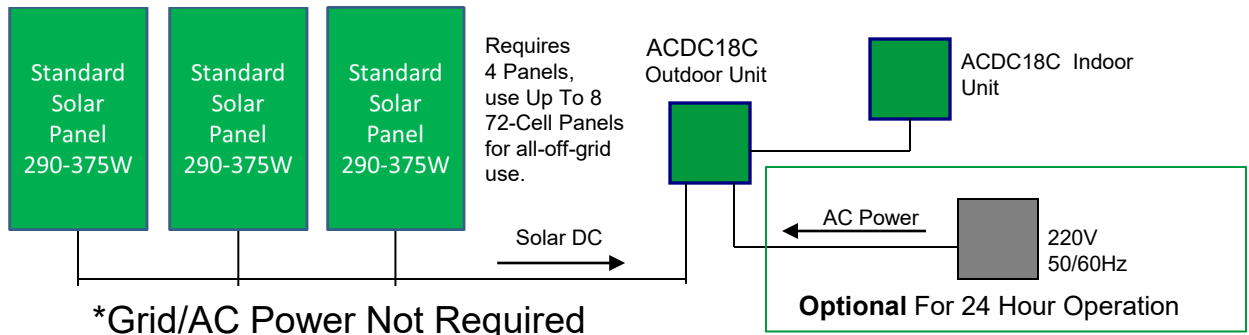 Standard
Solar
Panel
290-375W
Standard
Solar
Panel
290-375W
Standard
Solar
Panel
290-375W
Requires
4 Panels,
use Up To 8
72-Cell Panels
for all-off-grid
use.
ACDC18C
Outdoor Unit
ACDC18C Indoor
Unit
Solar DC
AC Power
220V
50/60Hz
*Grid/AC Power Not Required
Optional For 24 Hour Operation